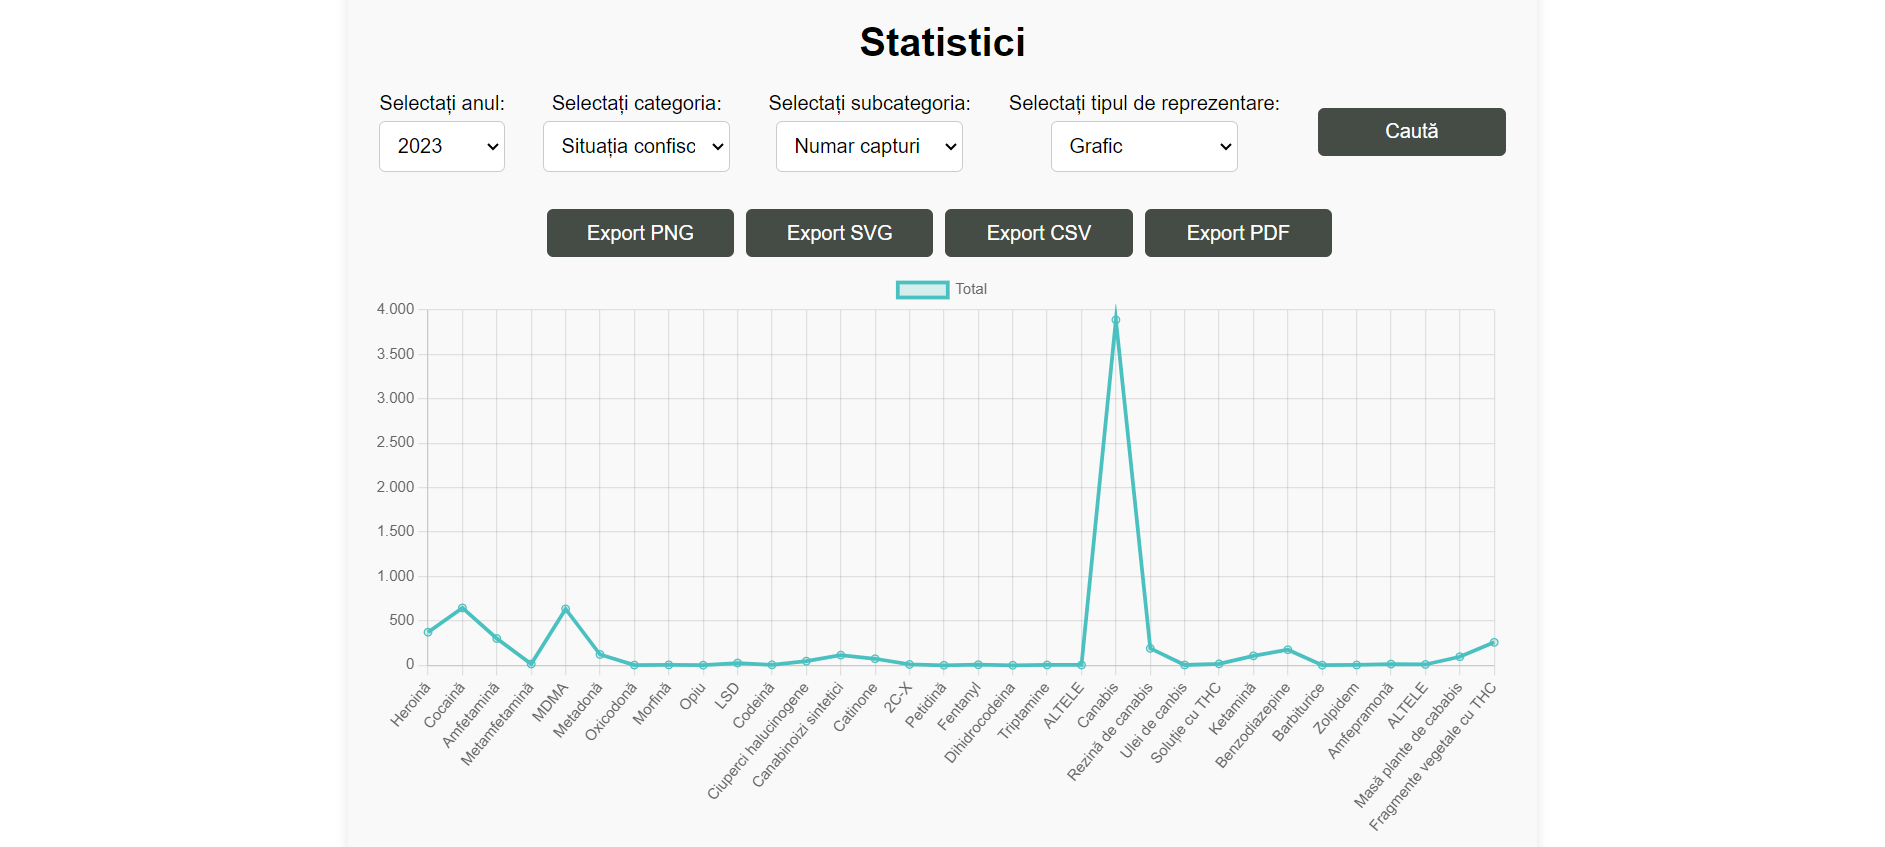 Statistici
Selectați anul: Selectați categoria: Selectați subcategoria: Selectați tipul de reprezentare:
2023 Situația confisc Numar capturi Grafic Caută
Export PNG Export SVG Export CSV Export PDF
Total
4.000
3.500
3.000
2.500
2.000
1.500
1.000
500
0
Heroină
Cocaină
Amfetamină
Metamfetamină
MDMA
Metadonă
Oxicodonă
Morfină
Opiu
LSD
Codeină
Ciuperci halucinogene
Canabinoizi sintetici
Catinone
2C-X
Petidină
Fentanyl
Dihidrocodeina
Triptamine
ALTELE
Canabis
Rezină de canabis
Ulei de canbis
Soluție cu THC
Ketamină
Benzodiazepine
Barbiturice
Zolpidem
Amfepramonă
ALTELE
Masă plante de cababis
Fragmente vegetale cu THC